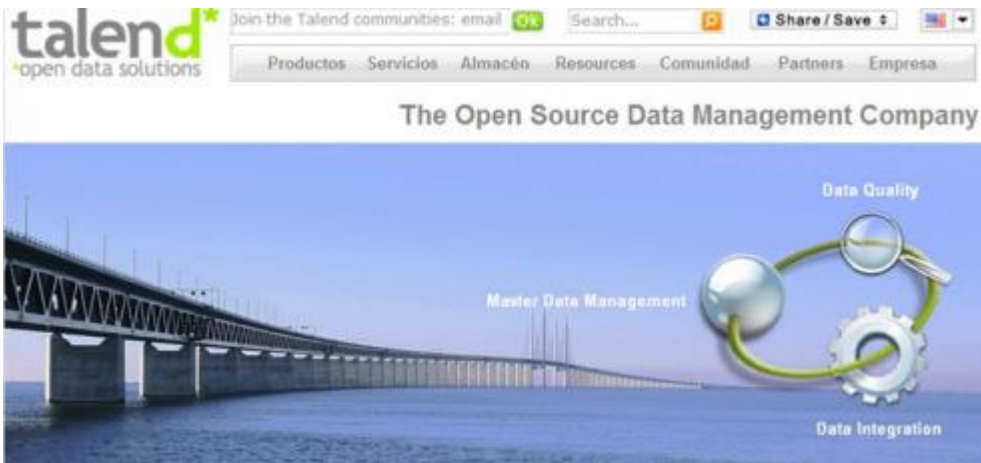 talend*
*open data solutions
Join the Talend communities: email Ok Search... Share / Save
Productos Servicios Almacén Resources Comunidad Partners Empresa
The Open Source Data Management Company
Data Quality
Master Data Management
Data Integration